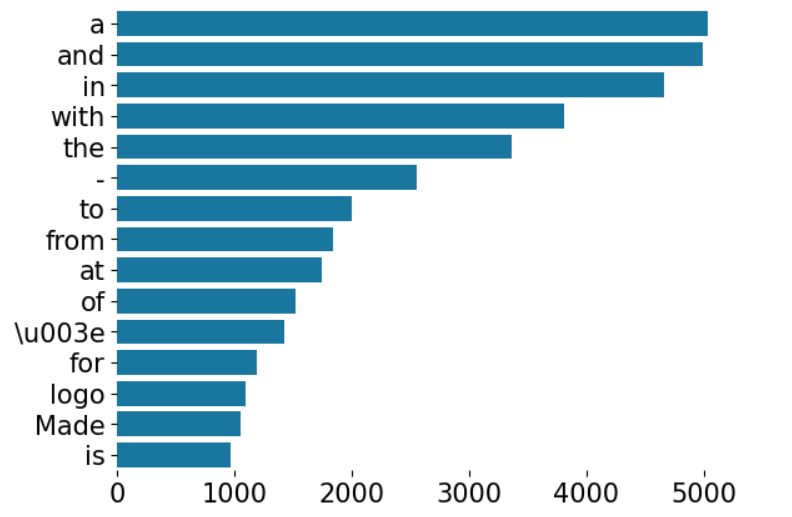 a
and
in
with
the
-
to
from
at
of
\u003e
for
logo
Made
is
0 1000 2000 3000 4000 5000